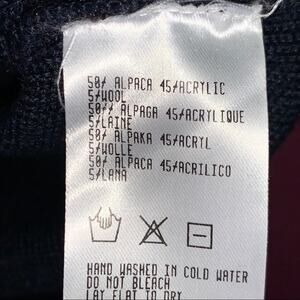 50% ALPACA 45%ACRYLIC
5%WOOL
50% ALPAGA 45%ACRYLIQUE
5%LAINE
50% ALPAKA 45%ACRYL
5%WOLLE
50% ALPACA 45%ACRILICO
5%LANA
HAND WASHED IN COLD WATER
DO NOT BLEACH
LAY FLAT TO DRY